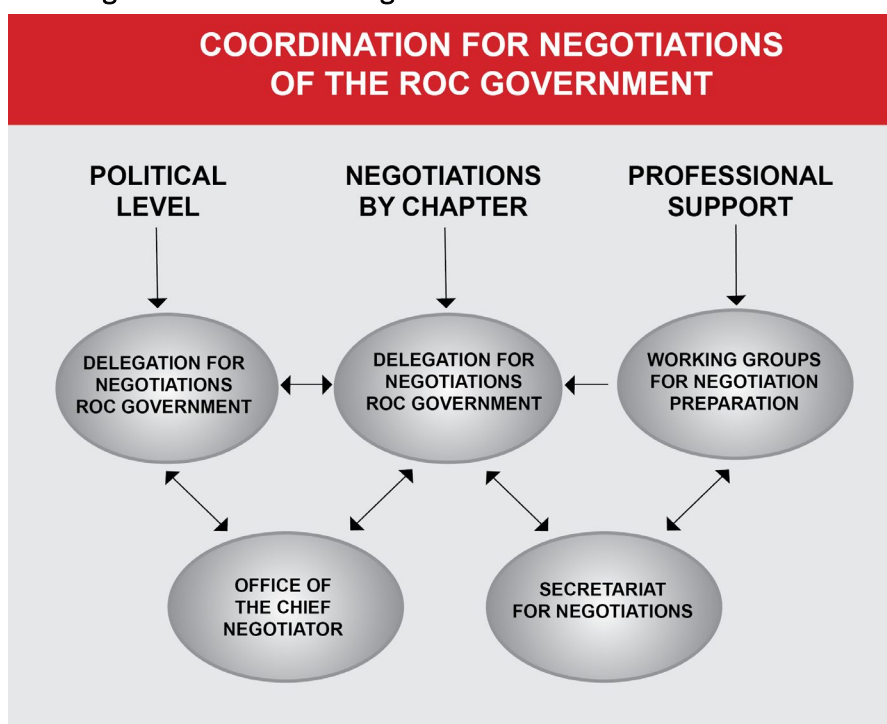 COORDINATION FOR NEGOTIATIONS
OF THE ROC GOVERNMENT
POLITICAL
LEVEL
NEGOTIATIONS
BY CHAPTER
PROFESSIONAL
SUPPORT
DELEGATION FOR
NEGOTIATIONS
ROC GOVERNMENT
DELEGATION FOR
NEGOTIATIONS
ROC GOVERNMENT
WORKING GROUPS
FOR NEGOTIATION
PREPARATION
OFFICE OF
THE CHIEF
NEGOTIATOR
SECRETARIAT
FOR NEGOTIATIONS